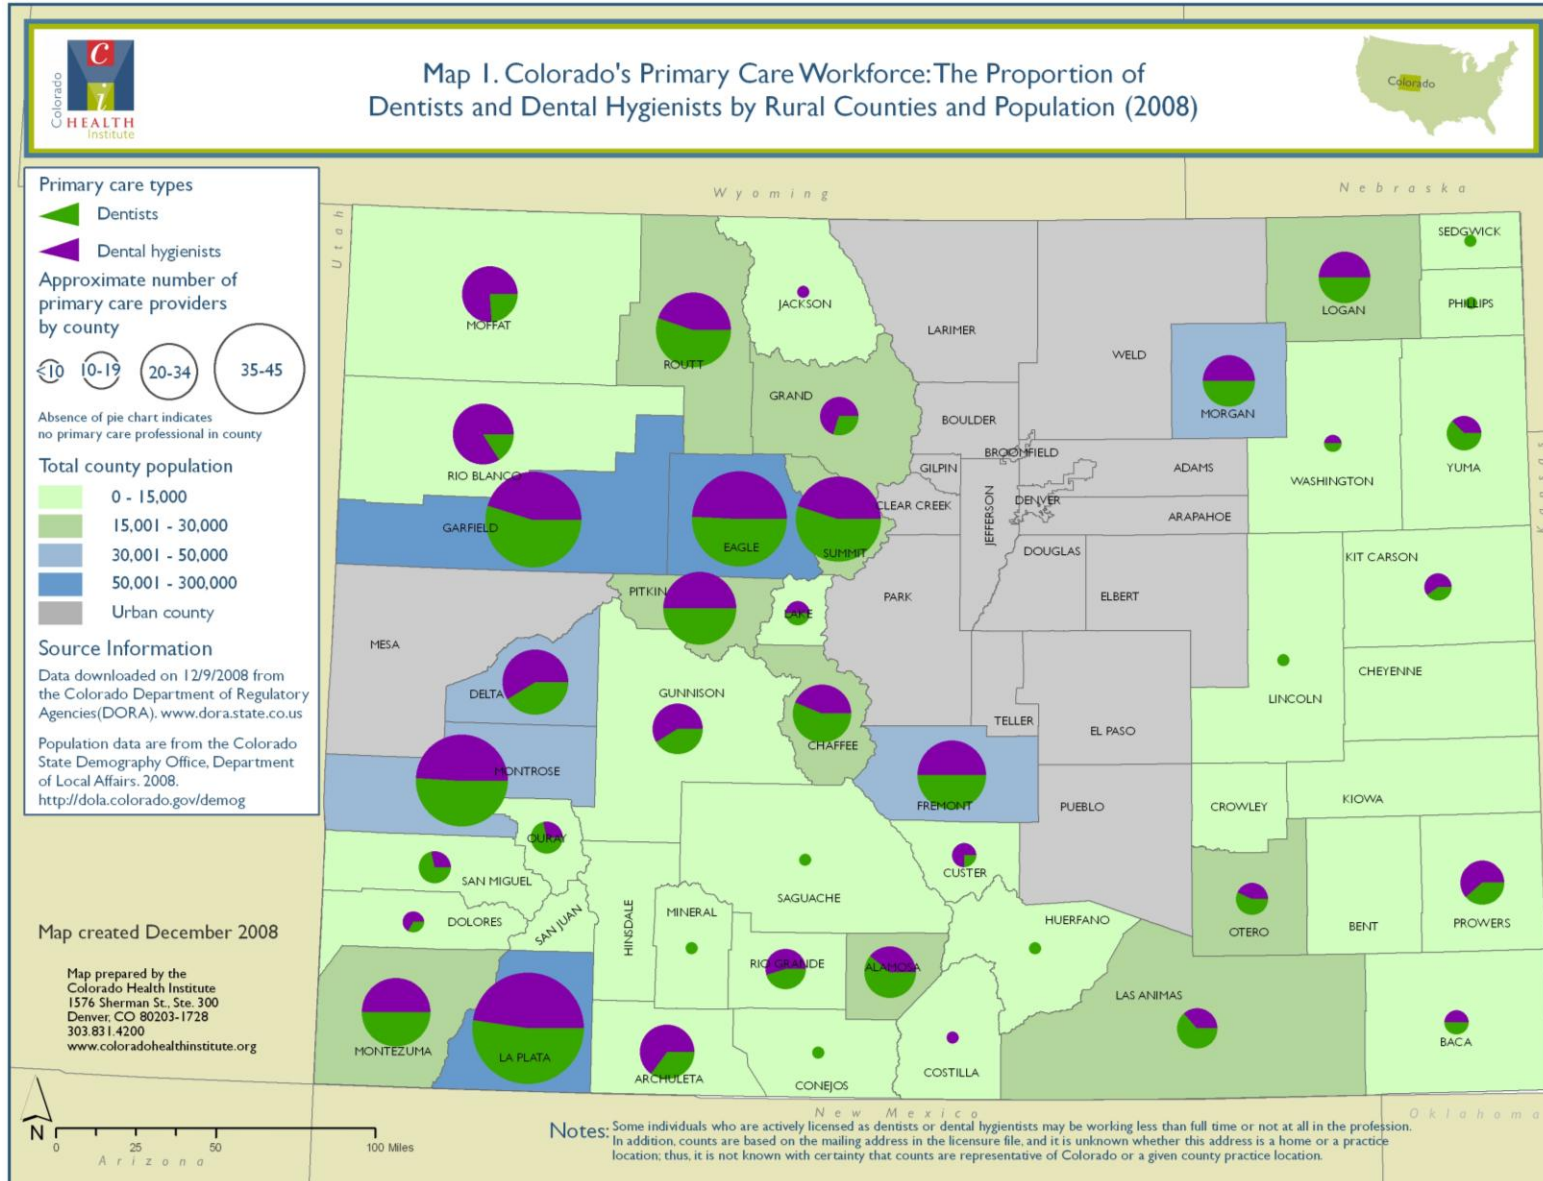 Colorado
C
i
HEALTH
Institute
Map 1. Colorado's Primary Care Workforce: The Proportion of
Dentists and Dental Hygienists by Rural Counties and Population (2008)
Colorado
Primary care types
Dentists
Dental hygienists
Approximate number of
primary care providers
by county
<10
10-19
20-34
35-45
Absence of pie chart indicates
no primary care professional in county
Total county population
0 - 15,000
15,001 - 30,000
30,001 - 50,000
50,001 - 300,000
Urban county
Source Information
Data downloaded on 12/9/2008 from
the Colorado Department of Regulatory
Agencies(DORA). www.dora.state.co.us
Population data are from the Colorado
State Demography Office, Department
of Local Affairs. 2008.
http://dola.colorado.gov/demog
Map created December 2008
Map prepared by the
Colorado Health Institute
1576 Sherman St., Ste. 300
Denver, CO 80203-1728
303.831.4200
www.coloradohealthinstitute.org
N
0
25
50
100 Miles
Arizona
Utah
Wyoming
Nebraska
Kansas
New Mexico
Oklahoma
MOFFAT
ROUTT
JACKSON
LARIMER
WELD
LOGAN
SEDGWICK
PHILLIPS
MORGAN
GRAND
BOULDER
BROOMFIELD
RIO BLANCO
GILPIN
ADAMS
WASHINGTON
YUMA
GARFIELD
EAGLE
SUMMIT
CLEAR CREEK
JEFFERSON
DENVER
ARAPAHOE
DOUGLAS
KIT CARSON
PITKIN
LAKE
PARK
ELBERT
MESA
DELTA
GUNNISON
CHAFFEE
TELLER
EL PASO
LINCOLN
CHEYENNE
MONTROSE
FREMONT
PUEBLO
CROWLEY
KIOWA
OURAY
SAN MIGUEL
SAGUACHE
CUSTER
DOLORES
SAN JUAN
HINSDALE
MINERAL
HUERFANO
OTERO
BENT
PROWERS
RIO GRANDE
ALAMOSA
LAS ANIMAS
MONTEZUMA
LA PLATA
ARCHULETA
CONEJOS
COSTILLA
BACA
Notes: Some individuals who are actively licensed as dentists or dental hygientists may be working less than full time or not at all in the profession.
In addition, counts are based on the mailing address in the licensure file, and it is unknown whether this address is a home or a practice
location; thus, it is not known with certainty that counts are representative of Colorado or a given county practice location.